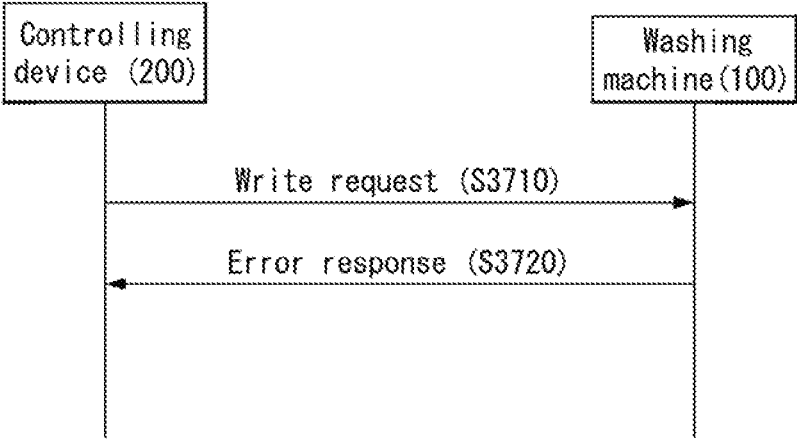 Controlling
device (200)
Washing
machine(100)
Write request (S3710)
Error response (S3720)